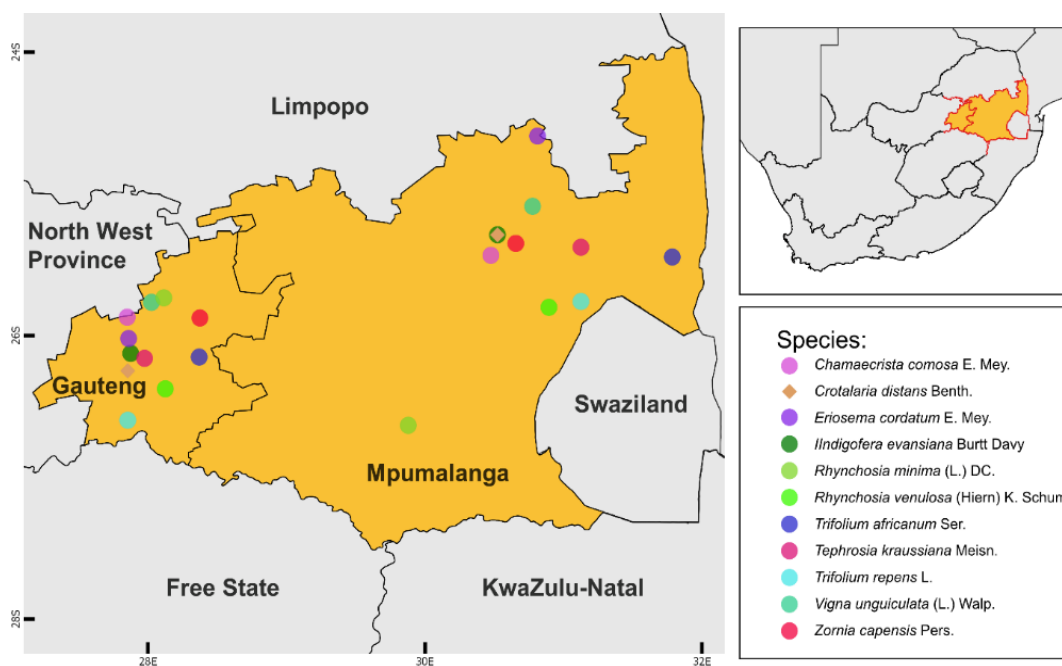 24S
26S
28S
28E
30E
32E
Limpopo
North West
Province
Gauteng
Mpumalanga
Swaziland
Free State
KwaZulu-Natal
Species:
Chamaecrista comosa E. Mey.
Crotalaria distans Benth.
Eriosema cordatum E. Mey.
IIndigofera evansiana Burtt Davy
Rhynchosia minima (L.) DC.
Rhynchosia venulosa (Hiern) K. Schum
Trifolium africanum Ser.
Tephrosia kraussiana Meisn.
Trifolium repens L.
Vigna unguiculata (L.) Walp.
Zornia capensis Pers.